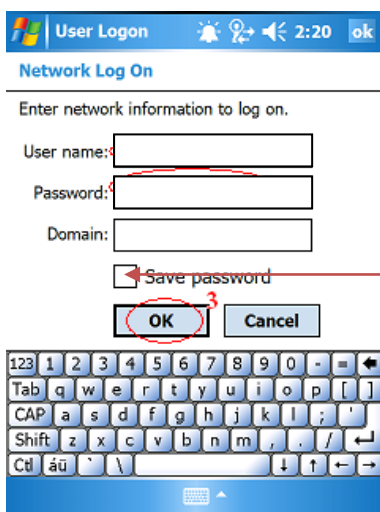 User Logon 2:20 ok
Network Log On
Enter network information to log on.
User name:
Password:
Domain:
Save password
3
OK Cancel
123 1 2 3 4 5 6 7 8 9 0 - =
Tab q w e r t y u i o p [ ]
CAP a s d f g h j k l ; '
Shift z x c v b n m , . /
Ctl áü ` \